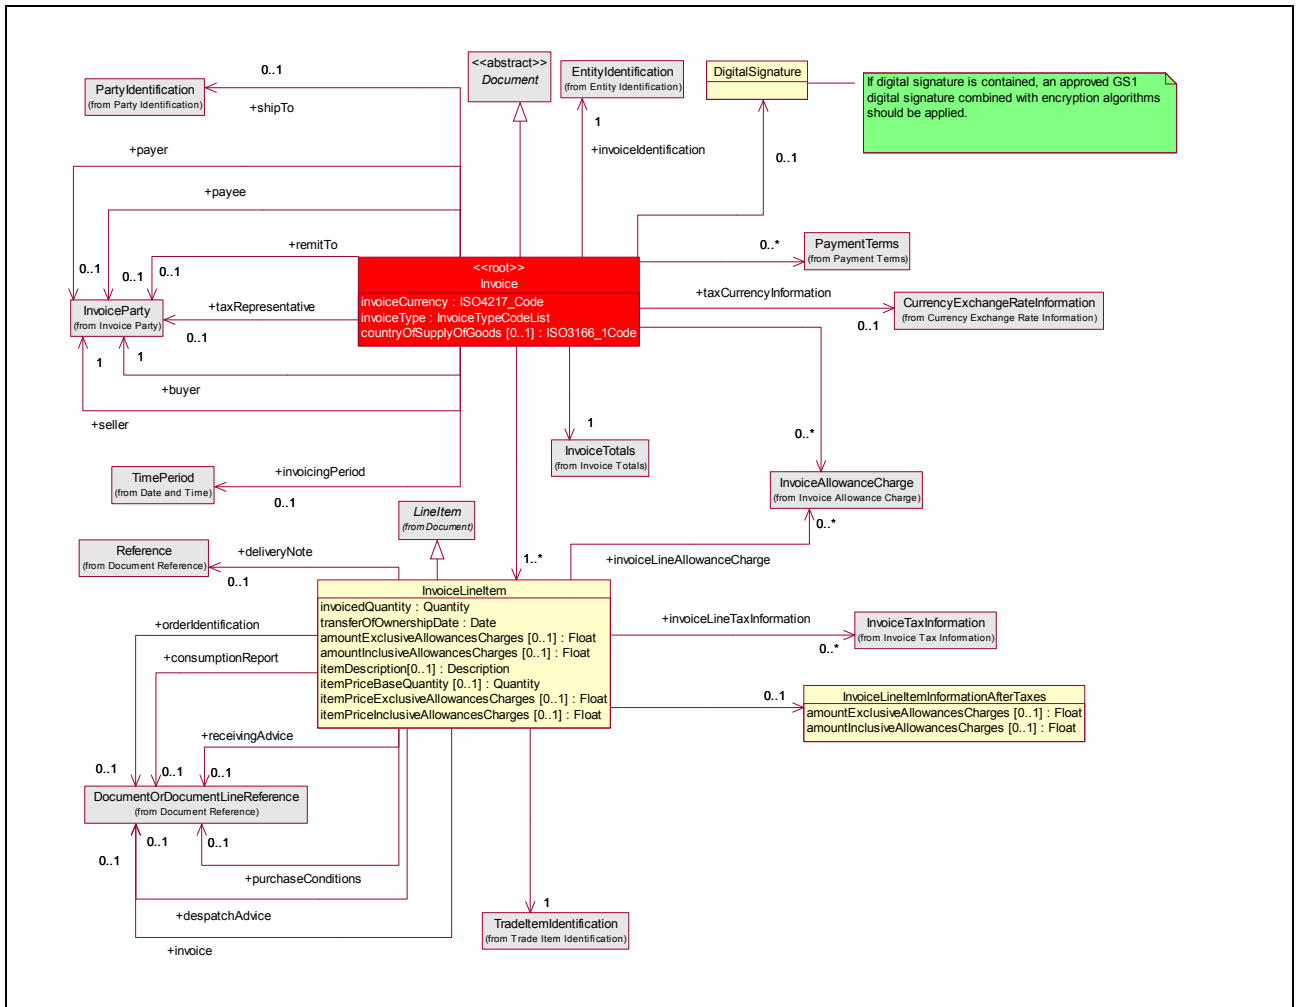 <<abstract>>
Document
EntityIdentification
(from Entity Identification)
DigitalSignature
If digital signature is contained, an approved GS1
digital signature combined with encryption algorithms
should be applied.
PartyIdentification
(from Party Identification)
0..1
+shipTo
1
+invoiceIdentification
0..1
+payer
+payee
+remitTo
0..1
0..1
0..1
InvoiceParty
(from Invoice Party)
+taxRepresentative
0..1
1
1
+buyer
+seller
<<root>>
Invoice
invoiceCurrency : ISO4217_Code
invoiceType : InvoiceTypeCodeList
countryOfSupplyOfGoods [0..1] : ISO3166_1Code
0..*
PaymentTerms
(from Payment Terms)
+taxCurrencyInformation
0..1
CurrencyExchangeRateInformation
(from Currency Exchange Rate Information)
1
InvoiceTotals
(from Invoice Totals)
0..*
InvoiceAllowanceCharge
(from Invoice Allowance Charge)
0..*
+invoiceLineAllowanceCharge
TimePeriod
(from Date and Time)
+invoicingPeriod
0..1
LineItem
(from Document)
1..*
Reference
(from Document Reference)
+deliveryNote
0..1
InvoiceLineItem
invoicedQuantity : Quantity
transferOfOwnershipDate : Date
amountExclusiveAllowancesCharges [0..1] : Float
amountInclusiveAllowancesCharges [0..1] : Float
itemDescription[0..1] : Description
itemPriceBaseQuantity [0..1] : Quantity
itemPriceExclusiveAllowancesCharges [0..1] : Float
itemPriceInclusiveAllowancesCharges [0..1] : Float
+invoiceLineTaxInformation
0..*
InvoiceTaxInformation
(from Invoice Tax Information)
0..1
InvoiceLineItemInformationAfterTaxes
amountExclusiveAllowancesCharges [0..1] : Float
amountInclusiveAllowancesCharges [0..1] : Float
+orderIdentification
+consumptionReport
+receivingAdvice
0..1
0..1
0..1
DocumentOrDocumentLineReference
(from Document Reference)
0..1
0..1
0..1
+purchaseConditions
+despatchAdvice
+invoice
1
TradeItemIdentification
(from Trade Item Identification)